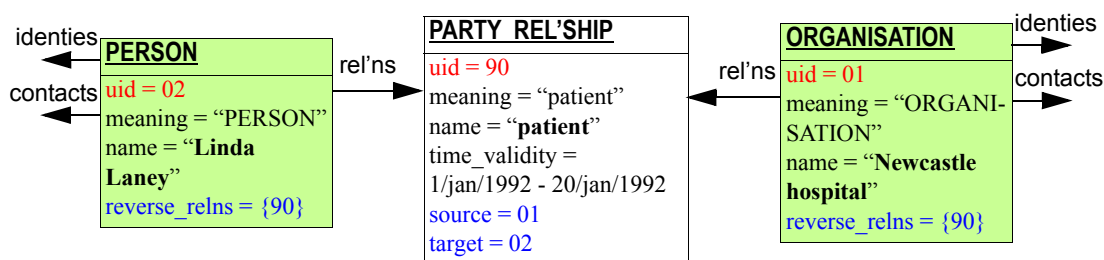 identies
contacts
PERSON
uid = 02
meaning = “PERSON”
name = “Linda
Laney”
reverse_relns = {90}
rel'ns
PARTY REL'SHIP
uid = 90
meaning = “patient”
name = “patient”
time_validity =
1/jan/1992 - 20/jan/1992
source = 01
target = 02
rel'ns
ORGANISATION
uid = 01
meaning = “ORGANI-
SATION”
name = “Newcastle
hospital”
reverse_relns = {90}
identies
contacts